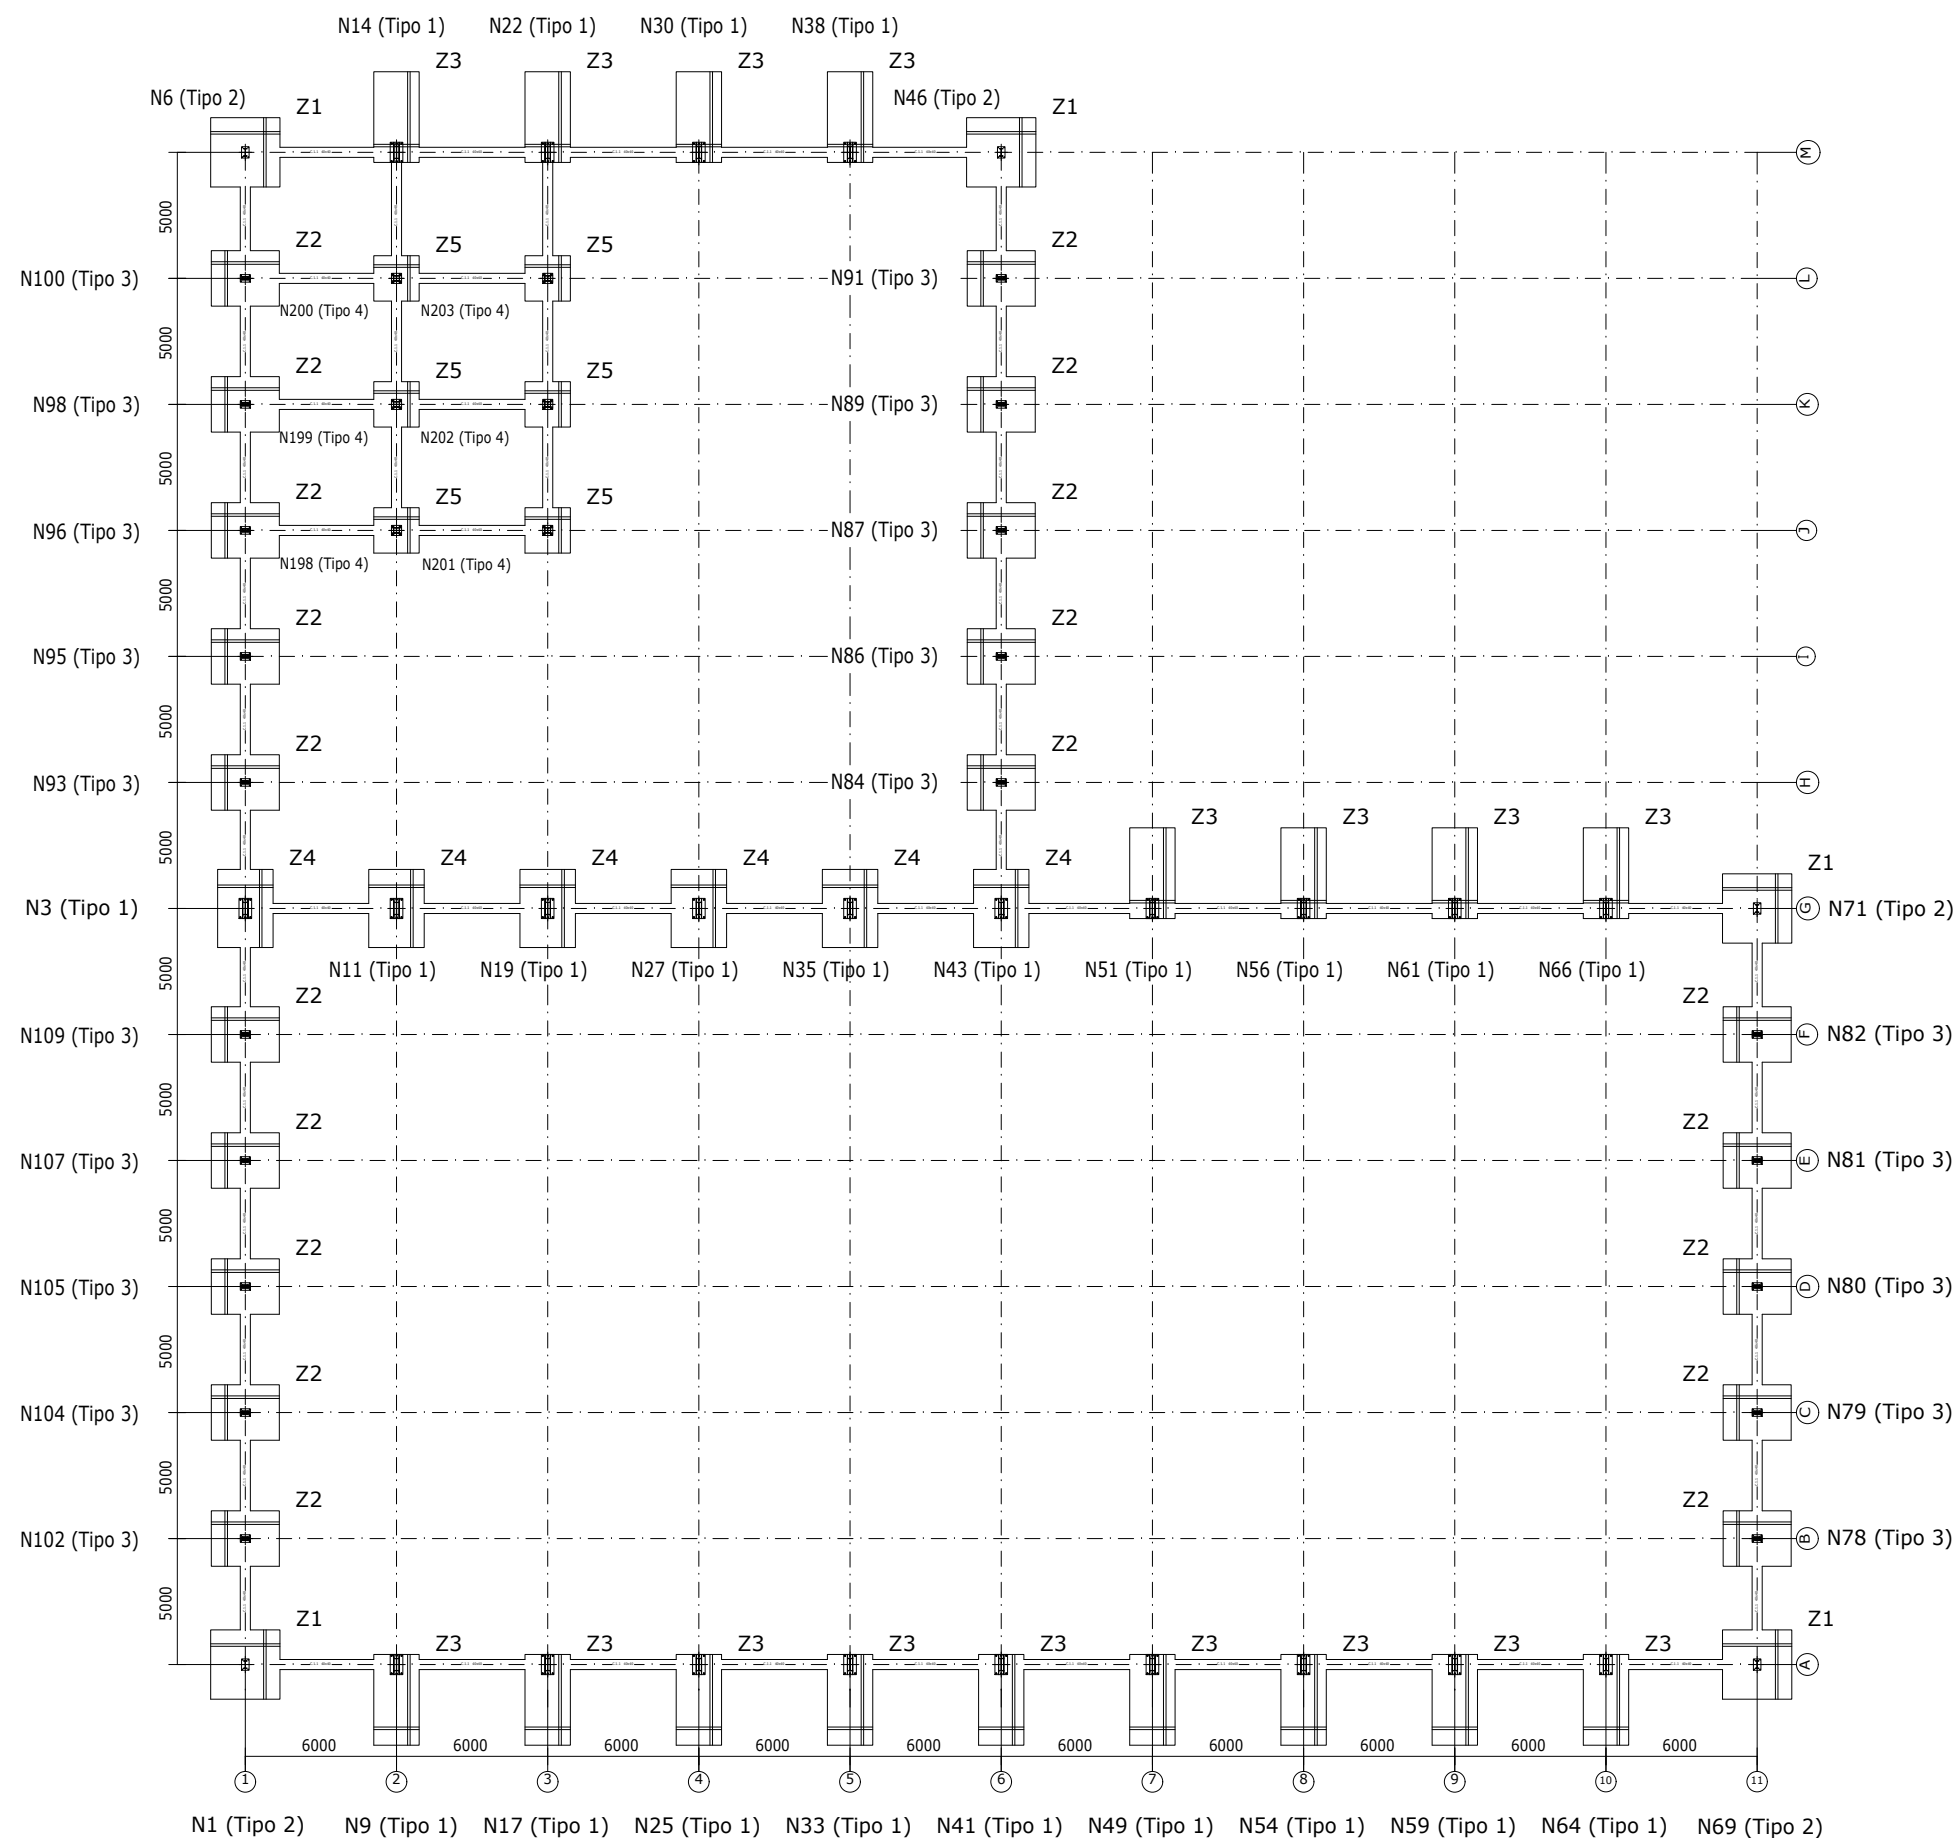 N14 (Tipo 1) N22 (Tipo 1) N30 (Tipo 1) N38 (Tipo 1)
Z3 Z3 Z3 Z3
N6 (Tipo 2) Z1 N46 (Tipo 2) Z1
M
5000
Z2 Z5 Z5 Z2
N100 (Tipo 3) N91 (Tipo 3) L
N200 (Tipo 4) N203 (Tipo 4)
5000
Z2 Z5 Z5 Z2
N98 (Tipo 3) N89 (Tipo 3) K
N199 (Tipo 4) N202 (Tipo 4)
5000
Z2 Z5 Z5 Z2
N96 (Tipo 3) N87 (Tipo 3) J
N198 (Tipo 4) N201 (Tipo 4)
5000
Z2 Z2
N95 (Tipo 3) N86 (Tipo 3) I
5000
Z2 Z2
N93 (Tipo 3) N84 (Tipo 3) H
Z3 Z3 Z3 Z3
5000
Z4 Z4 Z4 Z4 Z4 Z4 Z1
N3 (Tipo 1) G N71 (Tipo 2)
N11 (Tipo 1) N19 (Tipo 1) N27 (Tipo 1) N35 (Tipo 1) N43 (Tipo 1) N51 (Tipo 1) N56 (Tipo 1) N61 (Tipo 1) N66 (Tipo 1)
5000
Z2 Z2
N109 (Tipo 3) F N82 (Tipo 3)
5000
Z2 Z2
N107 (Tipo 3) E N81 (Tipo 3)
5000
Z2 Z2
N105 (Tipo 3) D N80 (Tipo 3)
5000
Z2 Z2
N104 (Tipo 3) C N79 (Tipo 3)
5000
Z2 Z2
N102 (Tipo 3) B N78 (Tipo 3)
5000
Z1 Z3 Z3 Z3 Z3 Z3 Z3 Z3 Z3 Z3 Z1
A
6000 6000 6000 6000 6000 6000 6000 6000 6000 6000
1 2 3 4 5 6 7 8 9 10 11
N1 (Tipo 2) N9 (Tipo 1) N17 (Tipo 1) N25 (Tipo 1) N33 (Tipo 1) N41 (Tipo 1) N49 (Tipo 1) N54 (Tipo 1) N59 (Tipo 1) N64 (Tipo 1) N69 (Tipo 2)